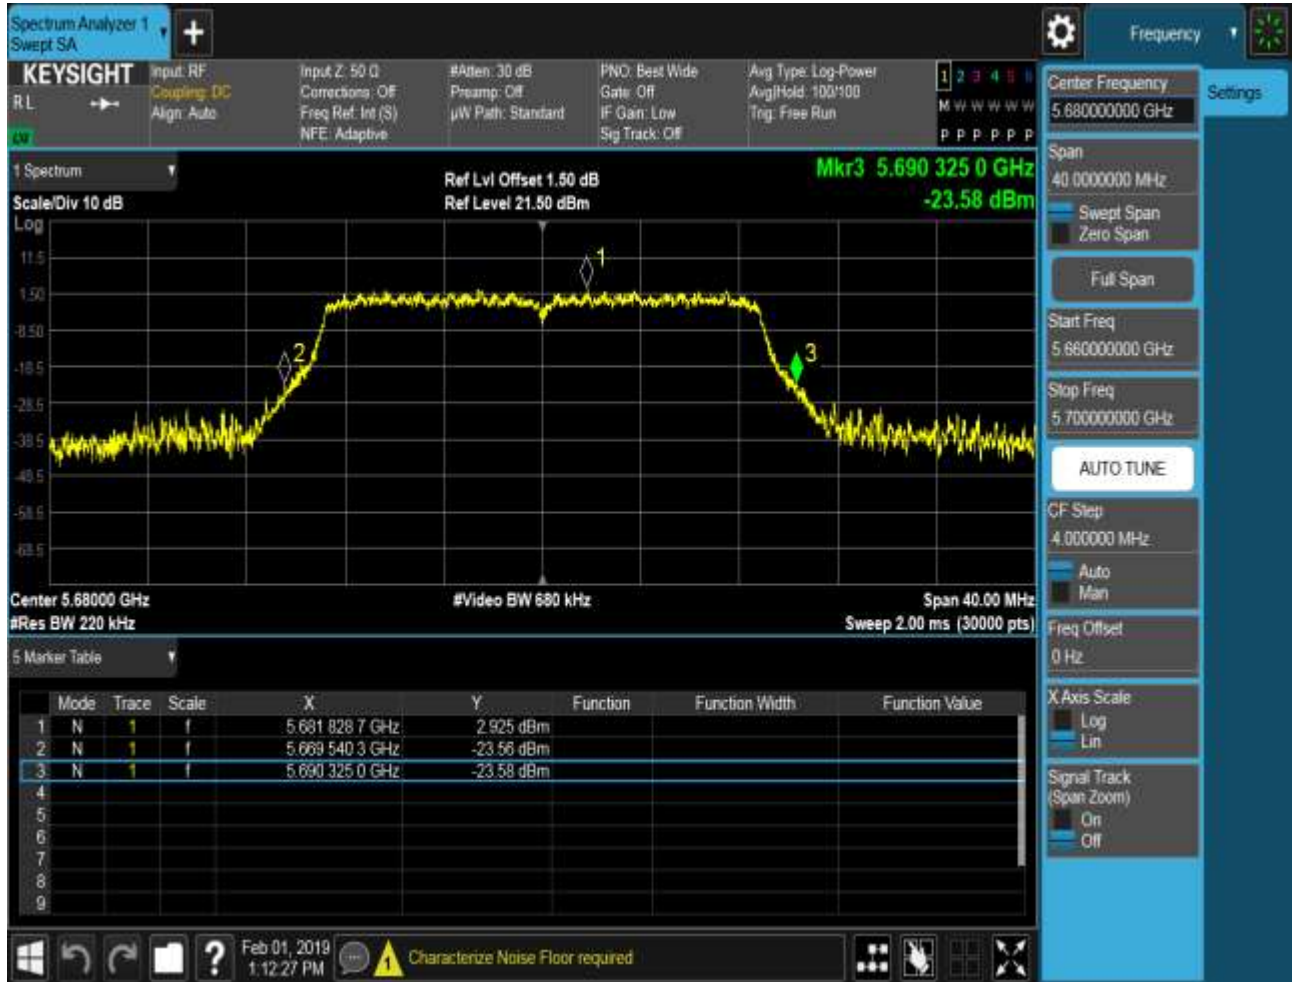 Spectrum Analyzer 1
Swept SA
Frequency
KEYSIGHT
RL
Input: RF
Coupling: DC
Align: Auto
Input Z: 50 Ω
Corrections: Off
Freq Ref: Int (S)
NFE: Adaptive
#Atten: 30 dB
Preamp: Off
µW Path: Standard
PNO: Best Wide
Gate: Off
IF Gain: Low
Sig Track: Off
Avg Type: Log-Power
Avg|Hold: 100/100
Trig: Free Run
1 2 3 4 5 6
M W W W W W
P P P P P P
1 Spectrum
Scale/Div 10 dB
Ref Lvl Offset 1.50 dB
Ref Level 21.50 dBm
Mkr3 5.690 325 0 GHz
-23.58 dBm
Log
11.5
1.50
-8.50
-18.5
-28.5
-38.5
-48.5
-58.5
-68.5
1
2
3
Center 5.68000 GHz
#Video BW 680 kHz
Span 40.00 MHz
#Res BW 220 kHz
Sweep 2.00 ms (30000 pts)
5 Marker Table
Mode Trace Scale X Y Function Function Width Function Value
1 N 1 f 5.681 828 7 GHz 2.925 dBm
2 N 1 f 5.669 540 3 GHz -23.56 dBm
3 N 1 f 5.690 325 0 GHz -23.58 dBm
4
5
6
7
8
9
Feb 01, 2019
1:12:27 PM
1
Characterize Noise Floor required
?
Center Frequency
5.680000000 GHz
Settings
Span
40.0000000 MHz
Swept Span
Zero Span
Full Span
Start Freq
5.660000000 GHz
Stop Freq
5.700000000 GHz
AUTO TUNE
CF Step
4.000000 MHz
Auto
Man
Freq Offset
0 Hz
X Axis Scale
Log
Lin
Signal Track
(Span Zoom)
On
Off